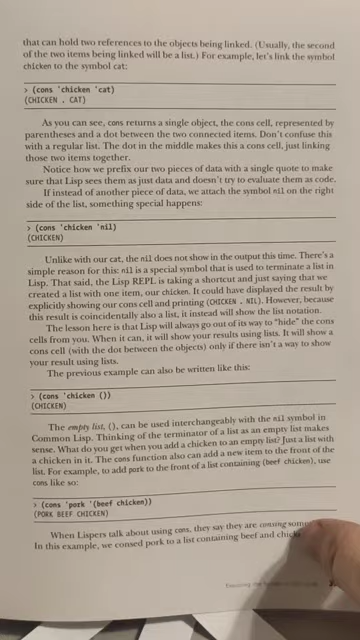 that can hold two references to the objects being linked. (Usually, the second
of the two items being linked will be a list.) For example, let's link the symbol
chicken to the symbol cat:
> (cons 'chicken 'cat)
(CHICKEN . CAT)
As you can see, cons returns a single object, the cons cell, represented by
parentheses and a dot between the two connected items. Don't confuse this
with a regular list. The dot in the middle makes this a cons cell, just linking
those two items together.
Notice how we prefix our two pieces of data with a single quote to make
sure that Lisp sees them as just data and doesn't try to evaluate them as code.
If instead of another piece of data, we attach the symbol nil on the right
side of the list, something special happens:
> (cons 'chicken 'nil)
(CHICKEN)
Unlike with our cat, the nil does not show in the output this time. There's a
simple reason for this: nil is a special symbol that is used to terminate a list in
Lisp. That said, the Lisp REPL is taking a shortcut and just saying that we
created a list with one item, our chicken. It could have displayed the result by
explicitly showing our cons cell and printing (CHICKEN . NIL). However, because
this result is coincidentally also a list, it instead will show the list notation.
The lesson here is that Lisp will always go out of its way to "hide" the cons
cells from you. When it can, it will show your results using lists. It will show a
cons cell (with the dot between the objects) only if there isn't a way to show
your result using lists.
The previous example can also be written like this:
> (cons 'chicken ())
(CHICKEN)
The empty list, (), can be used interchangeably with the nil symbol in
Common Lisp. Thinking of the terminator of a list as an empty list makes
sense. What do you get when you add a chicken to an empty list? Just a list with
a chicken in it. The cons function also can add a new item to the front of the
list. For example, to add pork to the front of a list containing (beef chicken), use
cons like so:
> (cons 'pork '(beef chicken))
(PORK BEEF CHICKEN)
When Lispers talk about using cons, they say they are consing
In this example, we consed pork to a list containing beef and